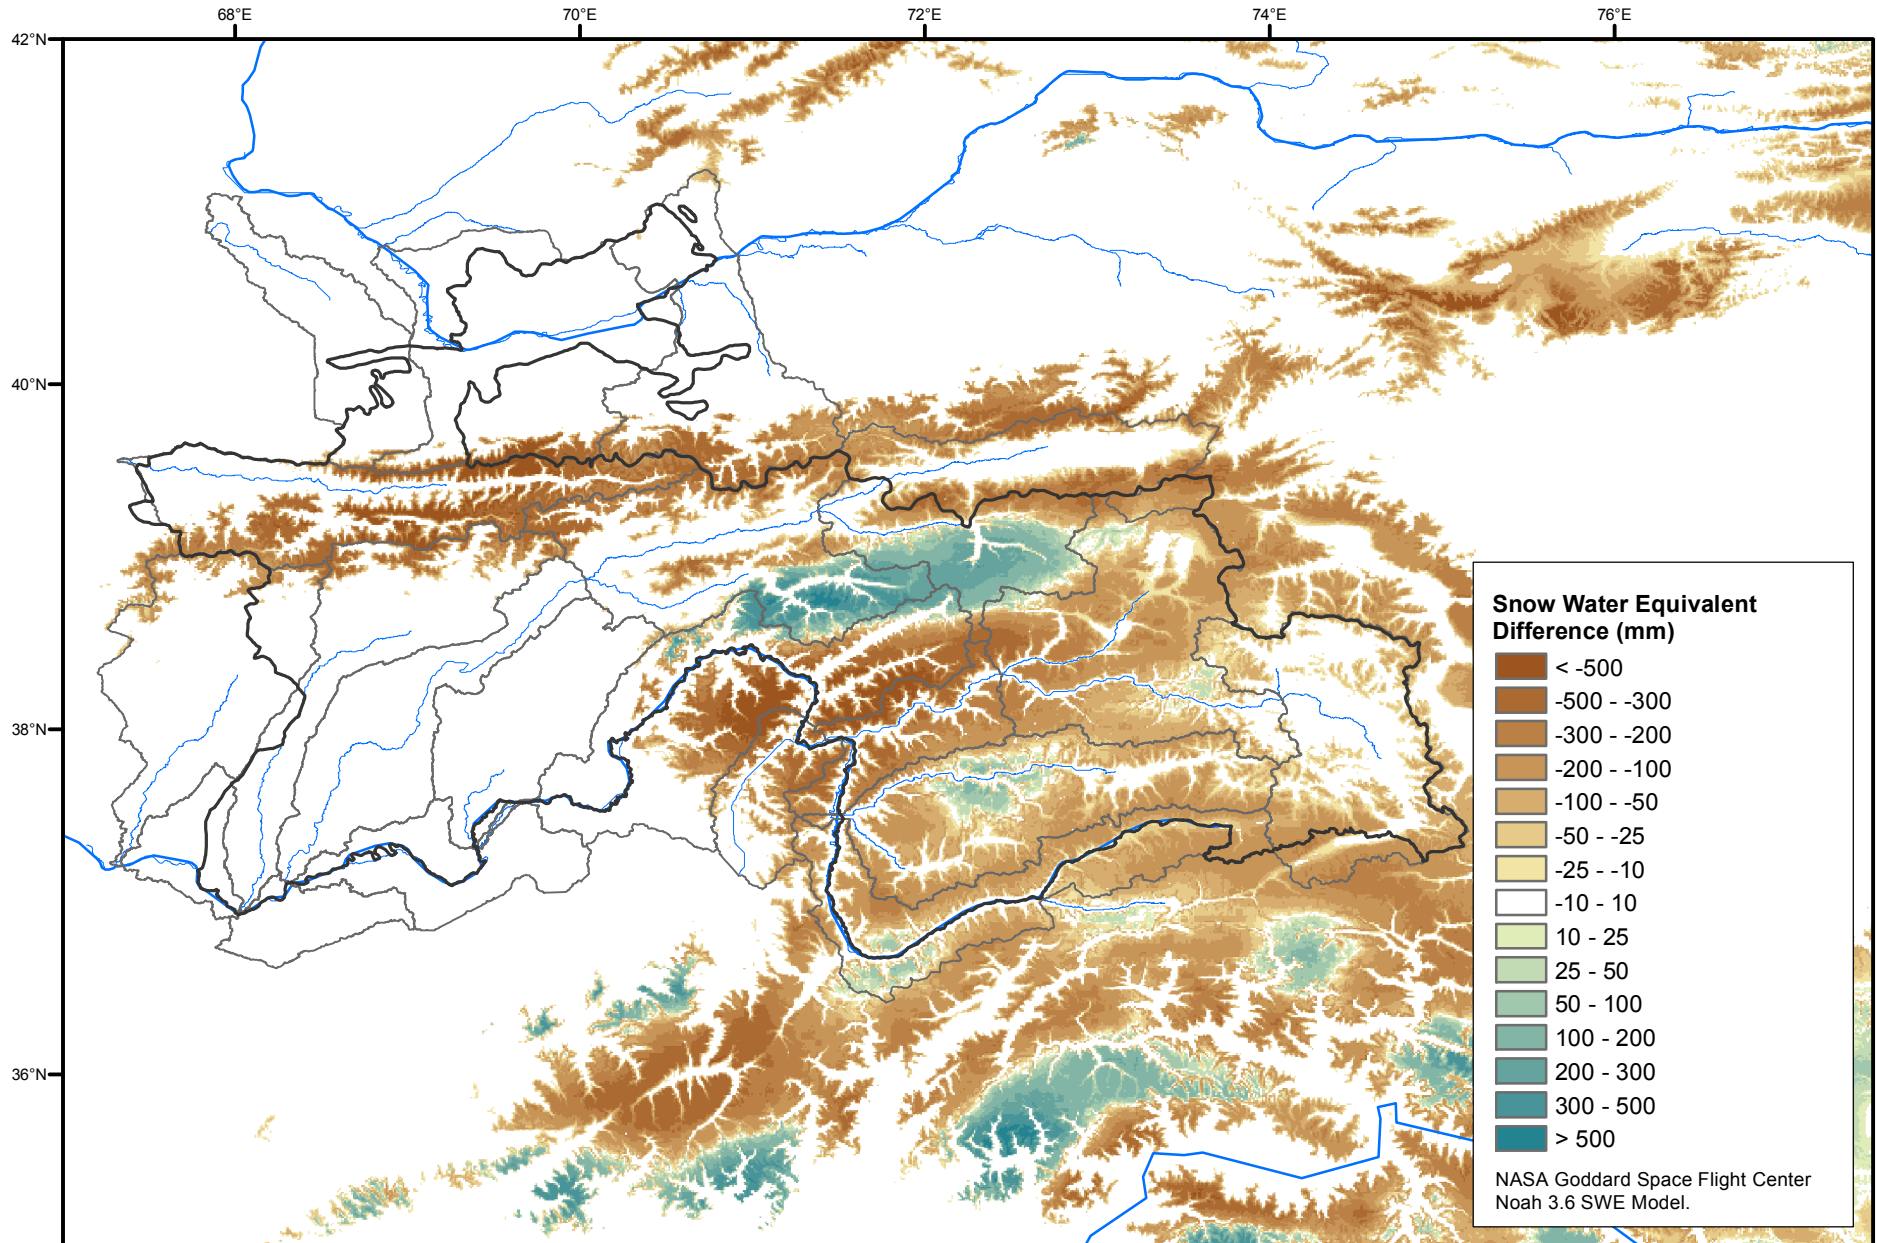 68°E
70°E
72°E
74°E
76°E
42°N
40°N
38°N
36°N
Snow Water Equivalent
Difference (mm)
< -500
-500 - -300
-300 - -200
-200 - -100
-100 - -50
-50 - -25
-25 - -10
-10 - 10
10 - 25
25 - 50
50 - 100
100 - 200
200 - 300
300 - 500
> 500
NASA Goddard Space Flight Center
Noah 3.6 SWE Model.